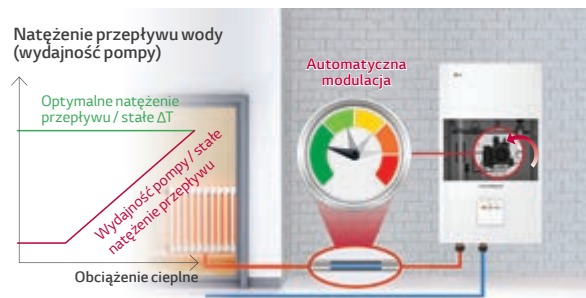 Natężenie przepływu wody
(wydajność pompy)
Automatyczna
modulacja
Optymalne natężenie
przepływu / stałe ΔT
Wydajność pompy / stałe
natężenie przepływu
Obciążenie cieplne